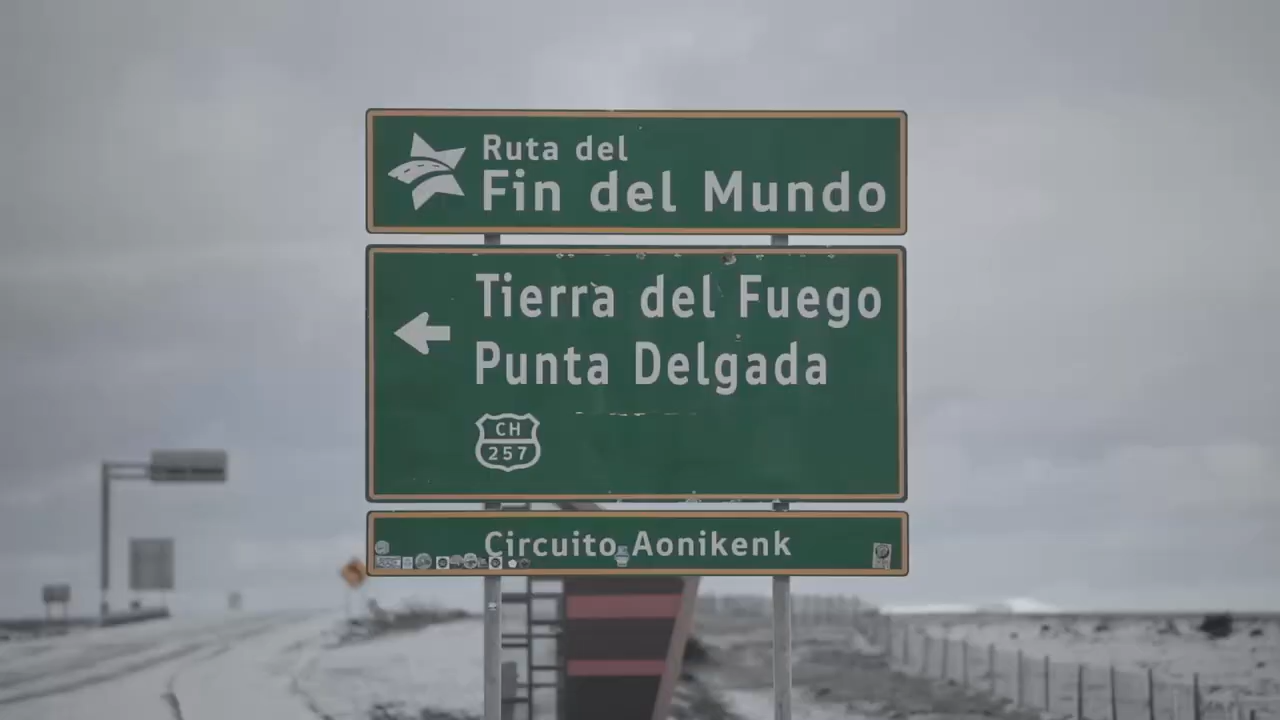 Ruta del
Fin del Mundo
Tierra del Fuego
Punta Delgada
CH
257
Circuito Aonikenk